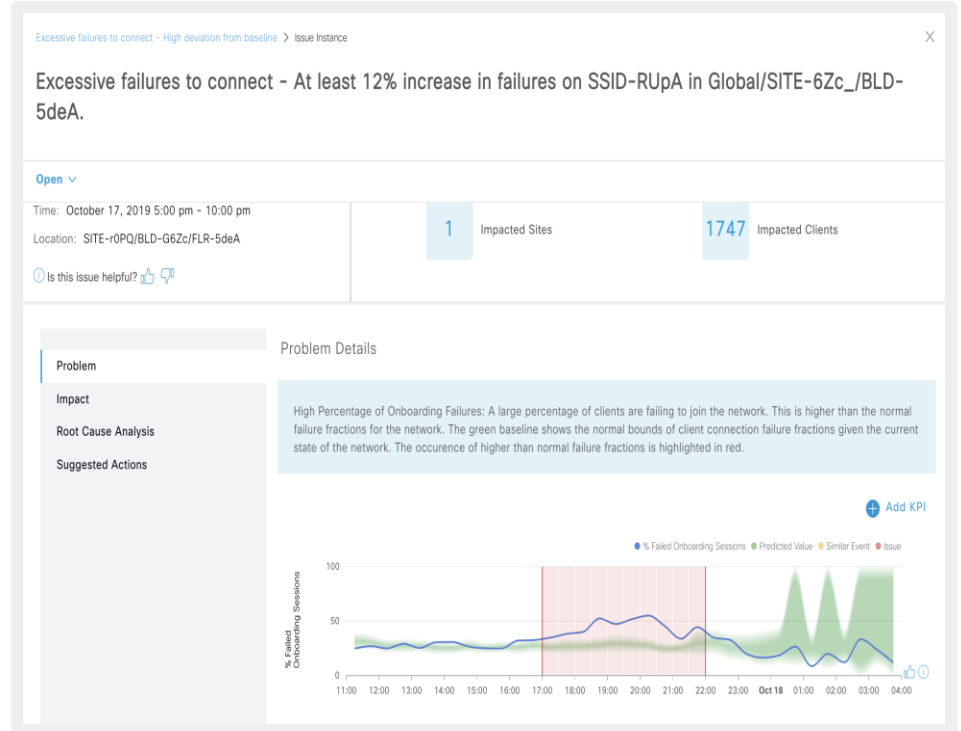 Excessive failures to connect - High deviation from baseline > Issue Instance
X
Excessive failures to connect - At least 12% increase in failures on SSID-RUpA in Global/SITE-6Zc_/BLD-
5deA.
Open
Time: October 17, 2019 5:00 pm - 10:00 pm
Location: SITE-r0PQ/BLD-G6Zc/FLR-5deA
Is this issue helpful?
1 Impacted Sites
1747 Impacted Clients
Problem
Impact
Root Cause Analysis
Suggested Actions
Problem Details
High Percentage of Onboarding Failures: A large percentage of clients are failing to join the network. This is higher than the normal
failure fractions for the network. The green baseline shows the normal bounds of client connection failure fractions given the current
state of the network. The occurence of higher than normal failure fractions is highlighted in red.
Add KPI
% Failed Onboarding Sessions Predicted Value Similar Event Issue
% Failed
Onboarding Sessions
100
50
0
11:00 12:00 13:00 14:00 15:00 16:00 17:00 18:00 19:00 20:00 21:00 22:00 23:00 Oct 18 01:00 02:00 03:00 04:00